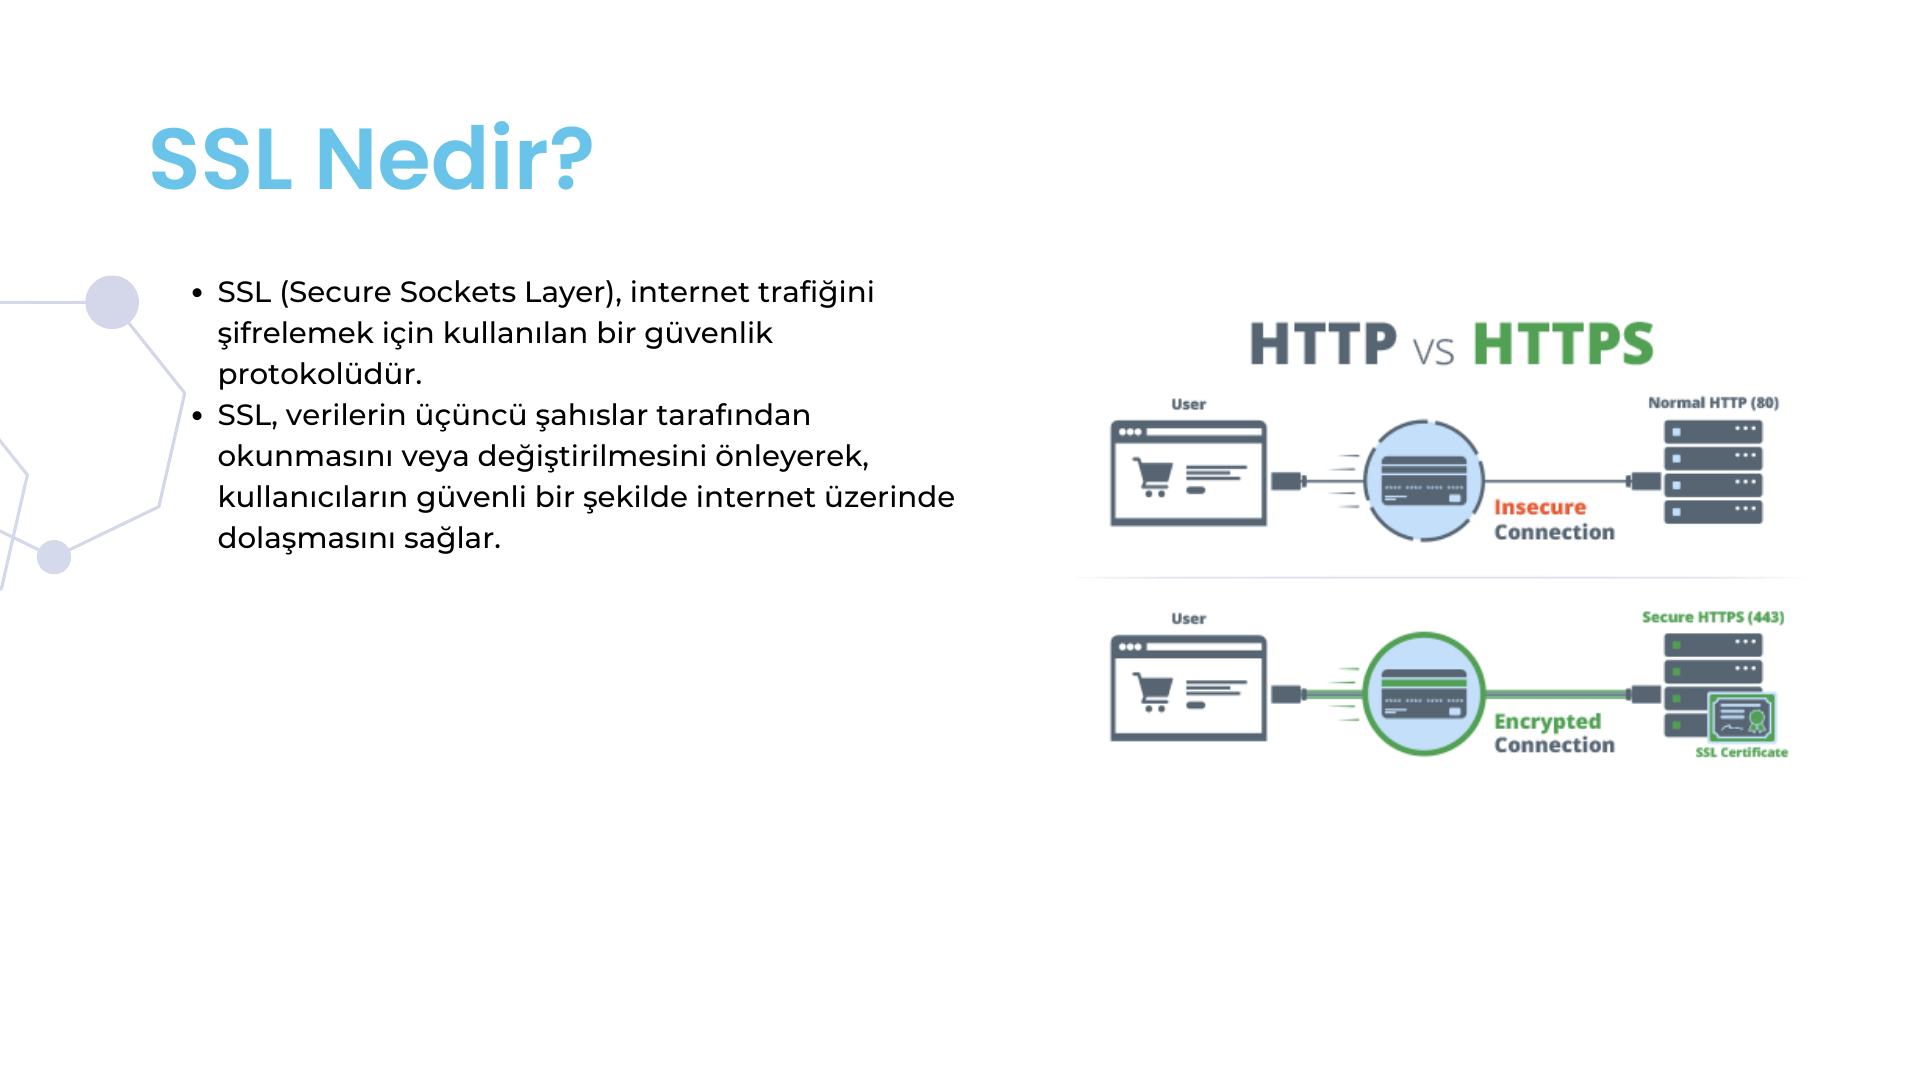 SSL Nedir?
• SSL (Secure Sockets Layer), internet trafiğini
şifrelemek için kullanılan bir güvenlik
protokolüdür.
• SSL, verilerin üçüncü şahıslar tarafından
okunmasını veya değiştirilmesini önleyerek,
kullanıcıların güvenli bir şekilde internet üzerinde
dolaşmasını sağlar.
HTTP vs HTTPS
User
Normal HTTP (80)
Insecure
Connection
User
Secure HTTPS (443)
Encrypted
Connection
SSL Certificate